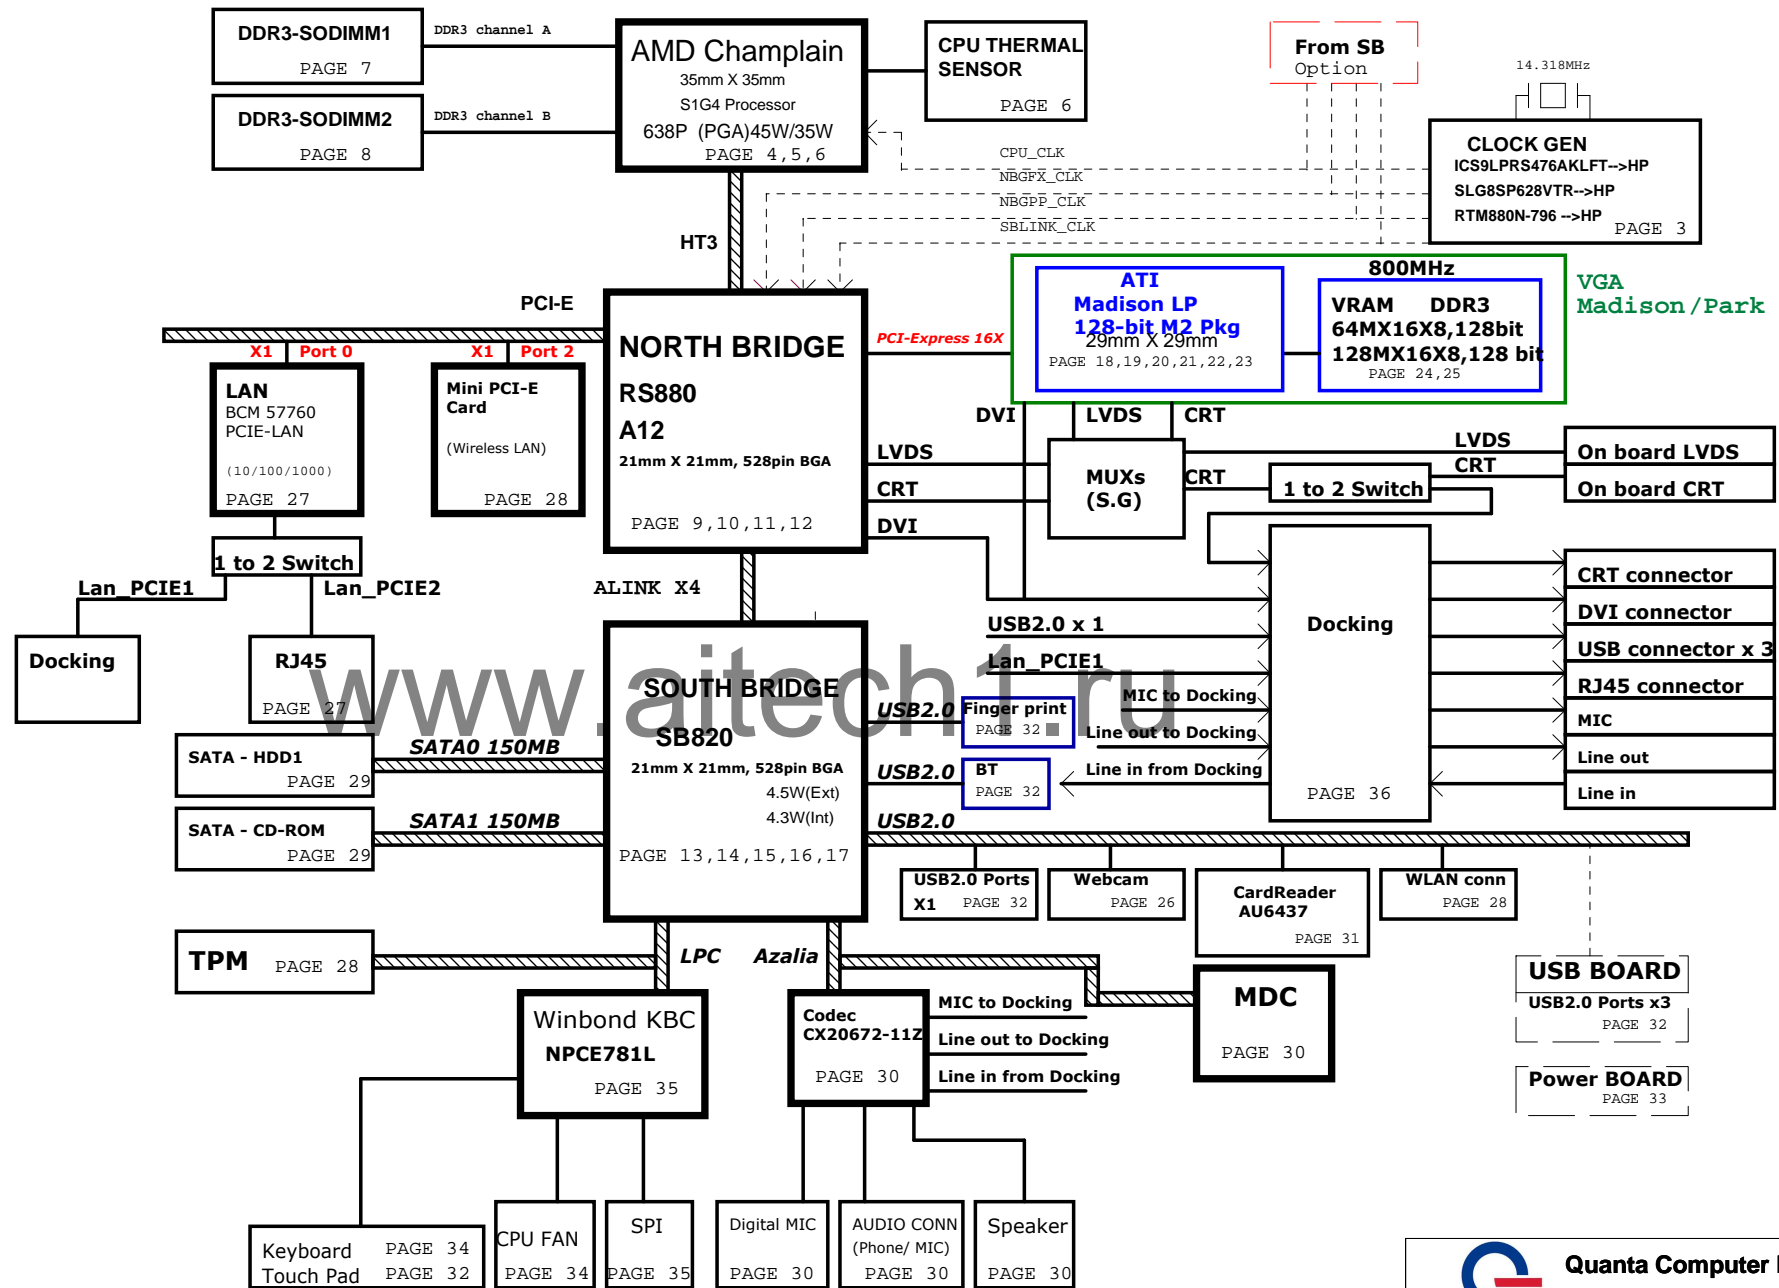 DDR3-SODIMM1
PAGE 7
DDR3 channel A
DDR3-SODIMM2
PAGE 8
DDR3 channel B
AMD Champlain
35mm X 35mm
S1G4 Processor
638P (PGA)45W/35W
PAGE 4,5,6
CPU THERMAL
SENSOR
PAGE 6
From SB
Option
14.318MHz
CLOCK GEN
ICS9LPRS476AKLFT-->HP
SLG8SP628VTR-->HP
RTM880N-796 -->HP
PAGE 3
CPU_CLK
NBGFX_CLK
NBGPP_CLK
SBLINK_CLK
HT3
PCI-E
X1 Port 0
X1 Port 2
LAN
BCM 57760
PCIE-LAN
(10/100/1000)
PAGE 27
Mini PCI-E
Card
(Wireless LAN)
PAGE 28
NORTH BRIDGE
RS880
A12
21mm X 21mm, 528pin BGA
PAGE 9,10,11,12
PCI-Express 16X
ATI
Madison LP
128-bit M2 Pkg
29mm X 29mm
PAGE 18,19,20,21,22,23
800MHz
VRAM DDR3
64MX16X8,128bit
128MX16X8,128 bit
PAGE 24,25
VGA
Madison/Park
DVI
LVDS
CRT
LVDS
CRT
DVI
MUXs
(S.G)
CRT
LVDS
CRT
1 to 2 Switch
On board LVDS
On board CRT
1 to 2 Switch
Lan_PCIE1
Lan_PCIE2
ALINK X4
Docking
RJ45
PAGE 27
USB2.0 x 1
Lan_PCIE1
MIC to Docking
Line out to Docking
Line in from Docking
Docking
PAGE 36
CRT connector
DVI connector
USB connector x 3
RJ45 connector
MIC
Line out
Line in
www.aitech1.ru
SOUTH BRIDGE
SB820
21mm X 21mm, 528pin BGA
4.5W(Ext)
4.3W(Int)
PAGE 13,14,15,16,17
USB2.0
Finger print
PAGE 32
USB2.0
BT
PAGE 32
USB2.0
SATA - HDD1
PAGE 29
SATA0 150MB
SATA - CD-ROM
PAGE 29
SATA1 150MB
USB2.0 Ports
X1 PAGE 32
Webcam
PAGE 26
CardReader
AU6437
PAGE 31
WLAN conn
PAGE 28
TPM PAGE 28
LPC
Azalia
Winbond KBC
NPCE781L
PAGE 35
Codec
CX20672-11Z
PAGE 30
MIC to Docking
Line out to Docking
Line in from Docking
MDC
PAGE 30
USB BOARD
USB2.0 Ports x3
PAGE 32
Power BOARD
PAGE 33
Keyboard PAGE 34
Touch Pad PAGE 32
CPU FAN
PAGE 34
SPI
PAGE 35
Digital MIC
PAGE 30
AUDIO CONN
(Phone/ MIC)
PAGE 30
Speaker
PAGE 30
Quanta Computer